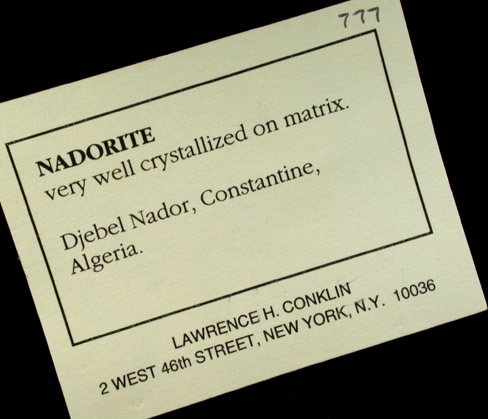 777
NADORITE
very well crystallized on matrix.
Djebel Nador, Constantine,
Algeria.
LAWRENCE H. CONKLIN
2 WEST 46th STREET, NEW YORK, N.Y. 10036